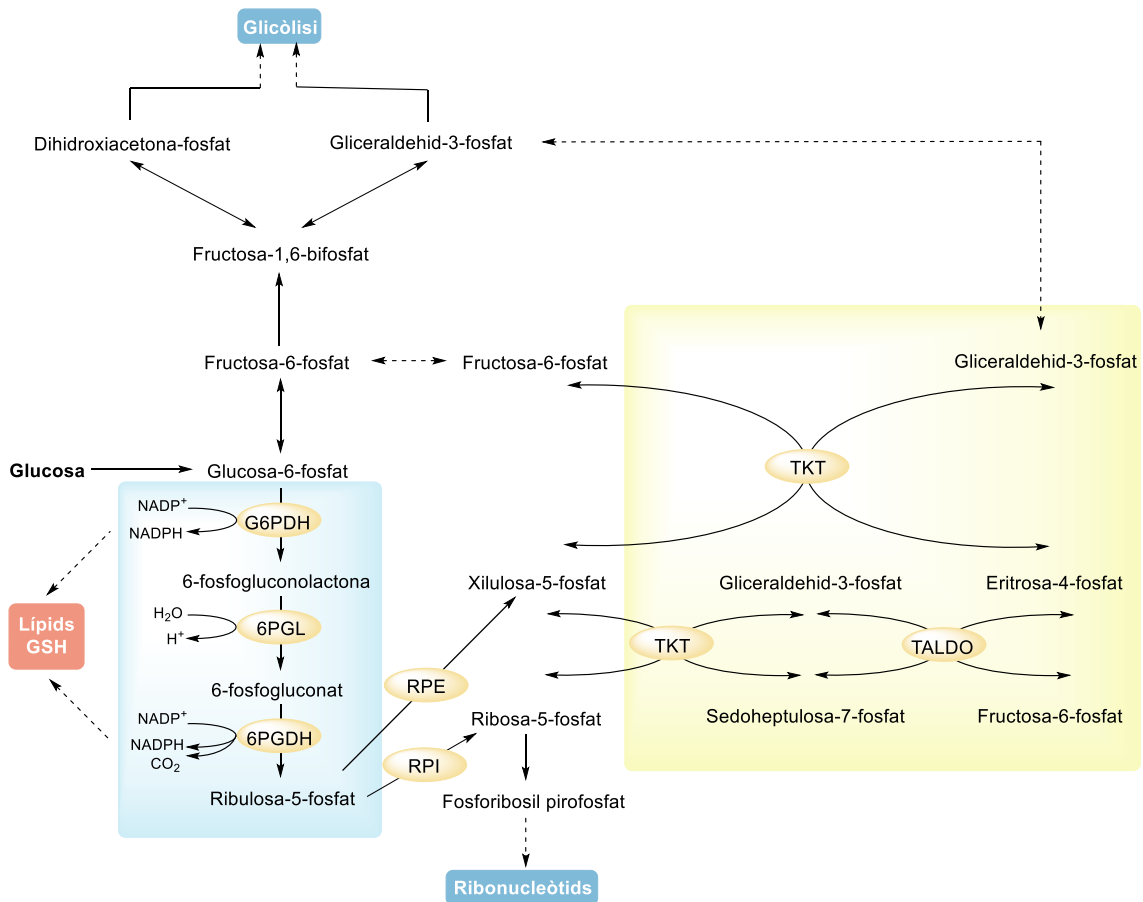 Glicòlisi
Dihidroxiacetona-fosfat
Gliceraldehid-3-fosfat
Fructosa-1,6-bifosfat
Fructosa-6-fosfat
Fructosa-6-fosfat
Gliceraldehid-3-fosfat
TKT
Glucosa
Glucosa-6-fosfat
NADP⁺
G6PDH
NADPH
6-fosfogluconolactona
Xilulosa-5-fosfat
Gliceraldehid-3-fosfat
Eritrosa-4-fosfat
H₂O
6PGL
H⁺
Lípids
GSH
TKT
TALDO
6-fosfogluconat
RPE
NADP⁺
6PGDH
NADPH
CO₂
Ribosa-5-fosfat
Sedoheptulosa-7-fosfat
Fructosa-6-fosfat
RPI
Ribulosa-5-fosfat
Fosforibosil pirofosfat
Ribonucleòtids